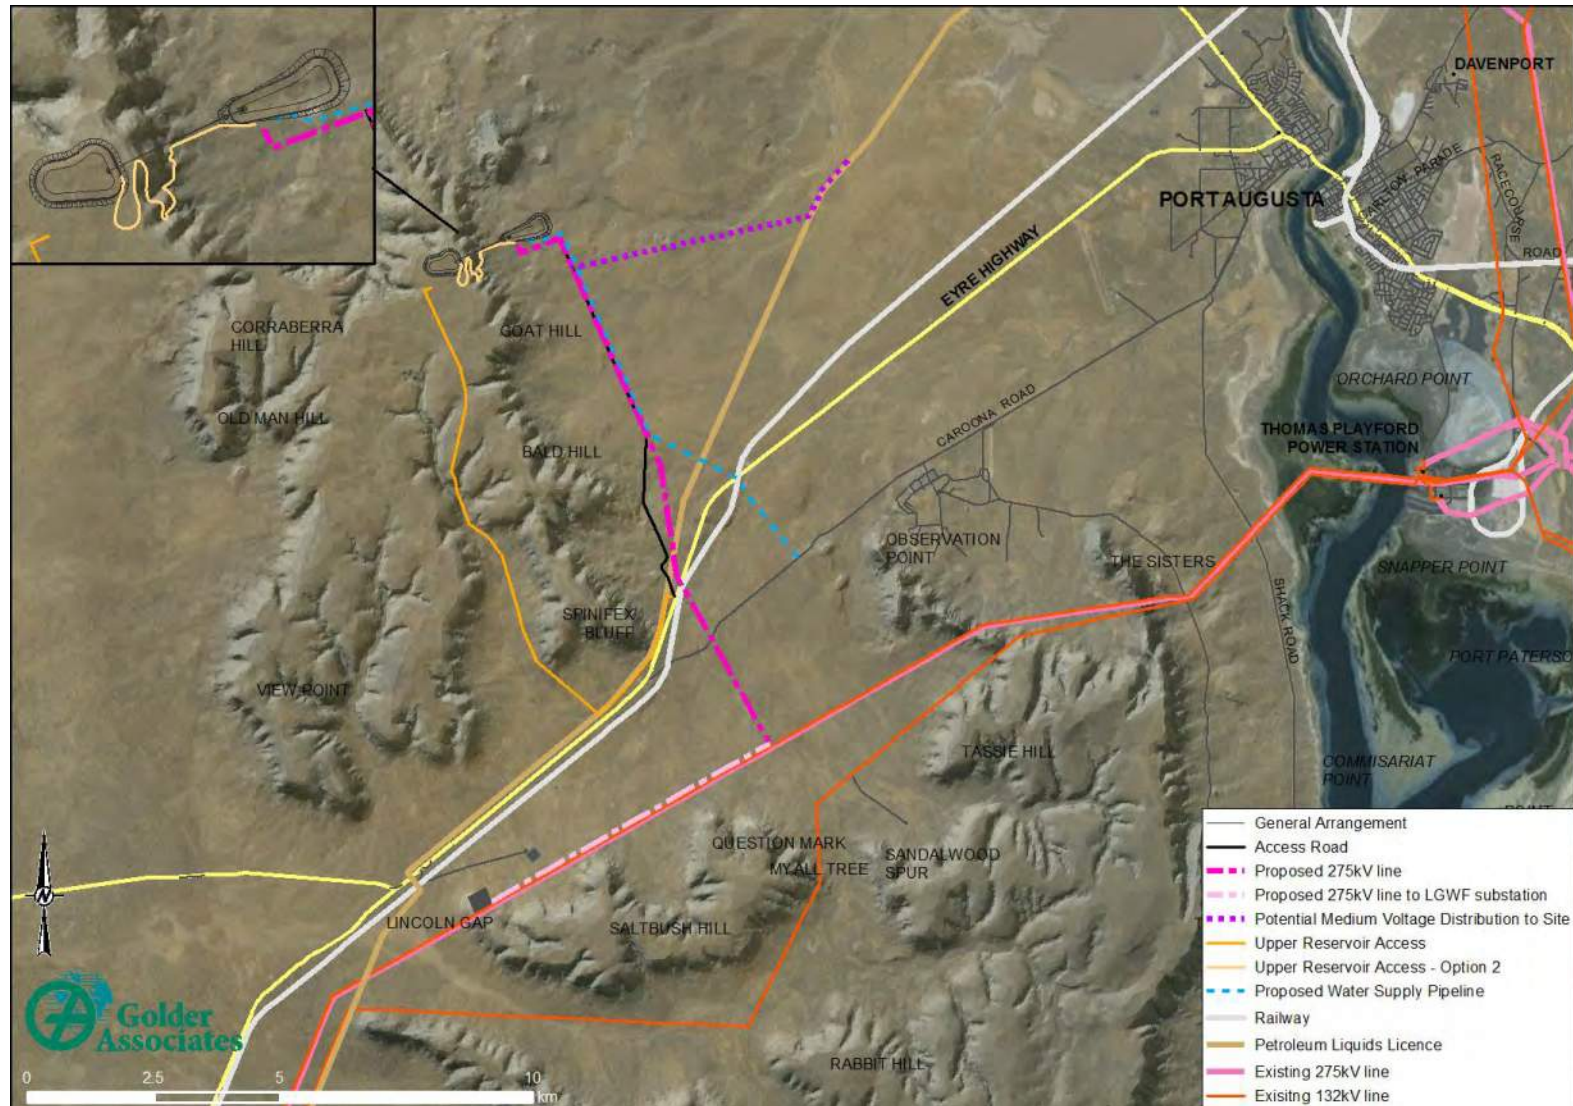 DAVENPORT
PORT AUGUSTA
CARLTON PARADE
RACECOURSE
ROAD
EYRE HIGHWAY
CORRABERRA
HILL
GOAT HILL
OLD MAN HILL
BALD HILL
CAROONA ROAD
ORCHARD POINT
THOMAS PLAYFORD
POWER STATION
OBSERVATION
POINT
THE SISTERS
SNAPPER POINT
SHACK ROAD
SPINIFEX
BLUFF
PORT PATERSO
VIEW POINT
TASSIE HILL
COMMISARIAT
POINT
QUESTION MARK
MYALL TREE
SANDALWOOD
SPUR
LINCOLN GAP
SALTBUSH HILL
RABBIT HILL
N
Golder
Associates
0 2.5 5 10
km
General Arrangement
Access Road
Proposed 275kV line
Proposed 275kV line to LGWF substation
Potential Medium Voltage Distribution to Site
Upper Reservoir Access
Upper Reservoir Access - Option 2
Proposed Water Supply Pipeline
Railway
Petroleum Liquids Licence
Existing 275kV line
Exisitng 132kV line